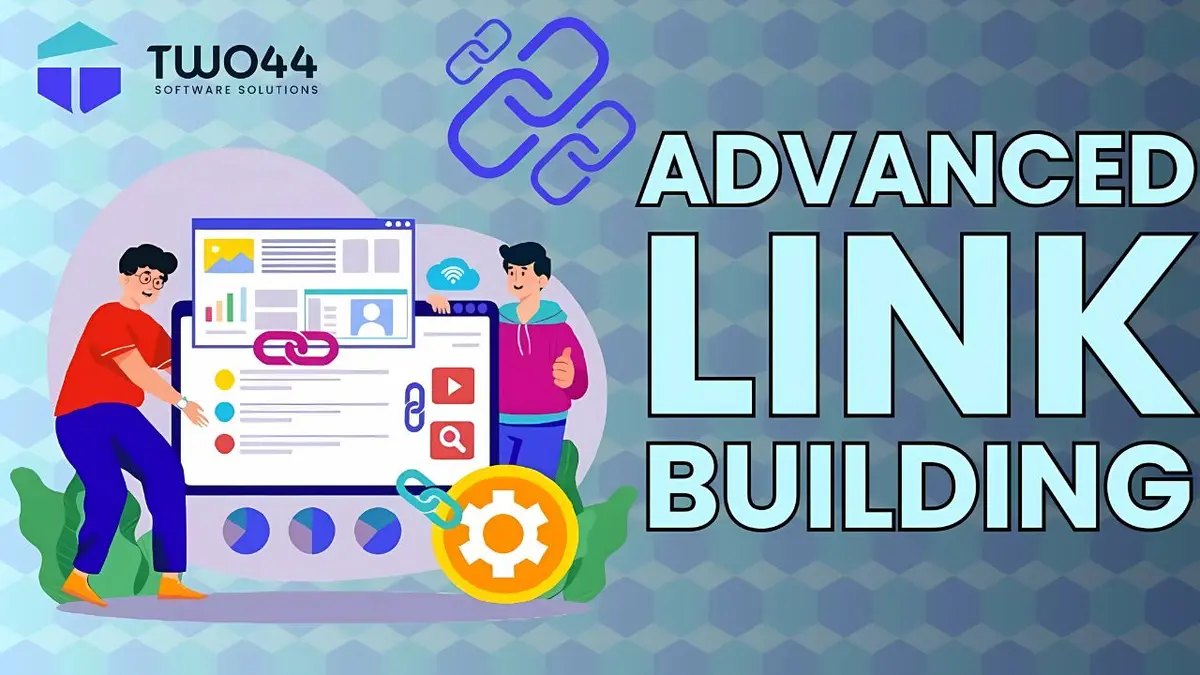 TWO44
SOFTWARE SOLUTIONS
ADVANCED
LINK
BUILDING